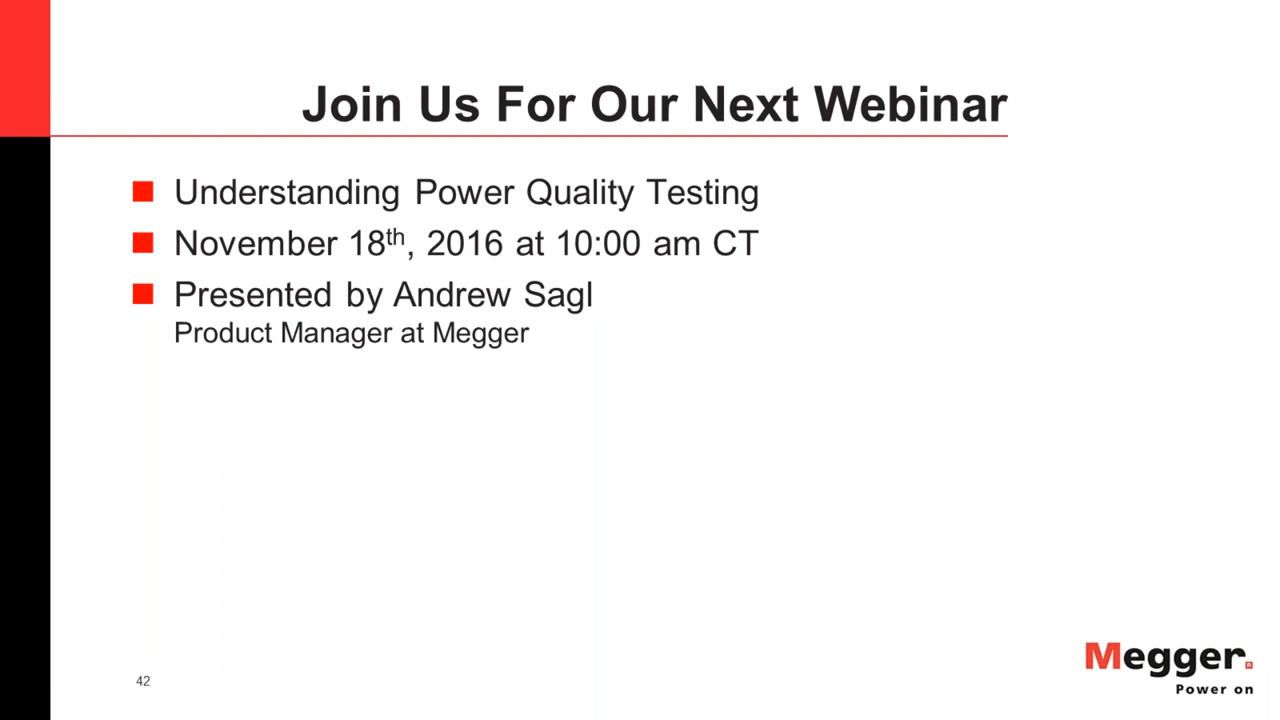 Join Us For Our Next Webinar
Understanding Power Quality Testing
November 18th, 2016 at 10:00 am CT
Presented by Andrew Sagl
Product Manager at Megger
42
Megger.
Power on